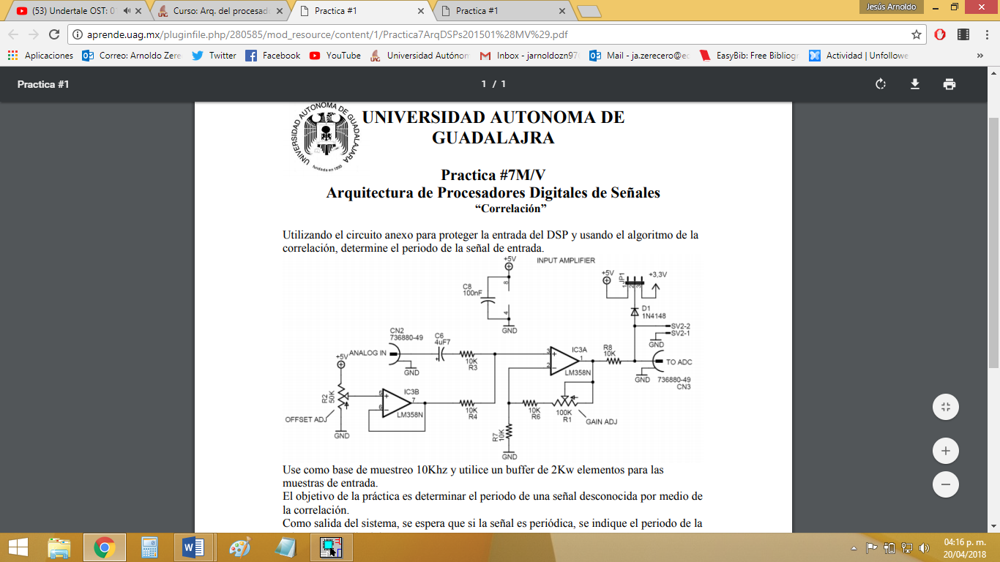 (53) Undertale OST: 0
Curso: Arq. del procesad
Practica #1
Practica #1
Jesús Arnoldo
aprende.uag.mx/pluginfile.php/280585/mod_resource/content/1/Practica7ArqDSPs201501%28MV%29.pdf
Aplicaciones
Correo: Arnoldo Zere
Twitter
Facebook
YouTube
Universidad Autónom
Inbox - jarnoldozn97
Mail - ja.zerecero@e
EasyBib: Free Bibliogr
Actividad | Unfollowe
»
Practica #1
1 / 1
UNIVERSIDAD AUTONOMA DE GUADALAJARA
fundada en 1935
UNIVERSIDAD AUTONOMA DE
GUADALAJRA
Practica #7M/V
Arquitectura de Procesadores Digitales de Señales
“Correlación”
Utilizando el circuito anexo para proteger la entrada del DSP y usando el algoritmo de la
correlación, determine el periodo de la señal de entrada.
+5V
INPUT AMPLIFIER
C8
100nF
8
4
GND
+5V
JP1
1
2
3
+3,3V
D1
1N4148
SV2-2
SV2-1
GND
CN2
736880-49
ANALOG IN
GND
C6
4uF7
10K
R3
3
2
IC3A
1
LM358N
R8
10K
TO ADC
GND
736880-49
CN3
+5V
R2
50K
OFFSET ADJ
GND
5
6
IC3B
7
LM358N
10K
R4
10K
R6
100K
R1
GAIN ADJ
R7
10K
GND
Use como base de muestreo 10Khz y utilice un buffer de 2Kw elementos para las
muestras de entrada.
El objetivo de la práctica es determinar el periodo de una señal desconocida por medio de
la correlación.
Como salida del sistema, se espera que si la señal es periódica, se indique el periodo de la
04:16 p. m.
20/04/2018